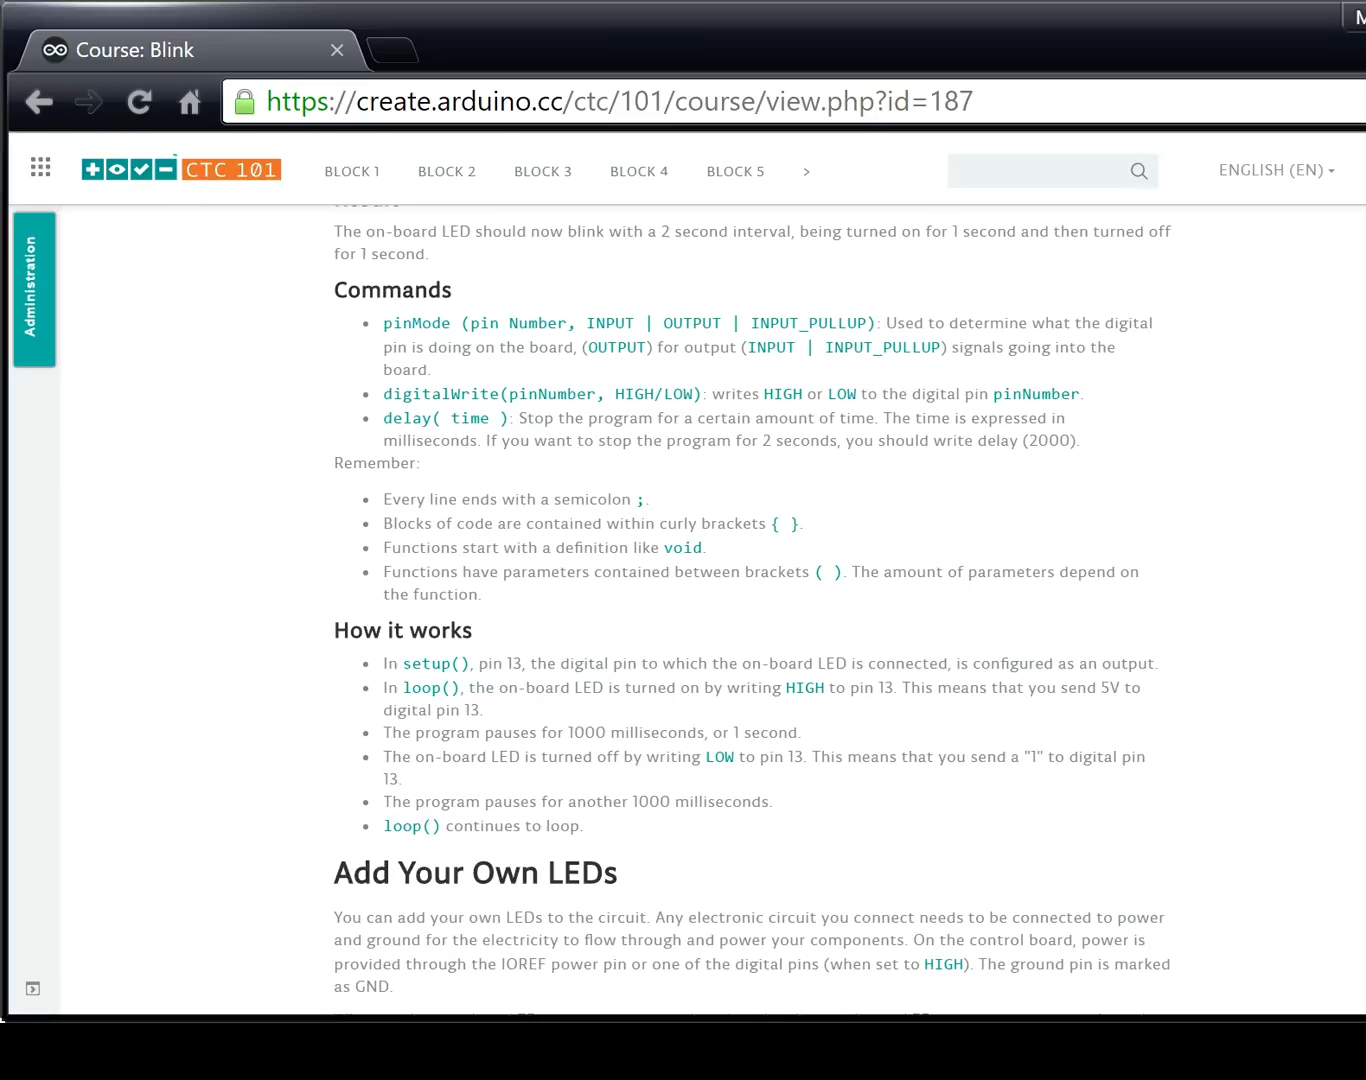 M
Course: Blink
https://create.arduino.cc/ctc/101/course/view.php?id=187
CTC 101
BLOCK 1
BLOCK 2
BLOCK 3
BLOCK 4
BLOCK 5
ENGLISH (EN)
Administration
The on-board LED should now blink with a 2 second interval, being turned on for 1 second and then turned off
for 1 second.
Commands
pinMode (pin Number, INPUT | OUTPUT | INPUT_PULLUP): Used to determine what the digital
pin is doing on the board, (OUTPUT) for output (INPUT | INPUT_PULLUP) signals going into the
board.
digitalWrite(pinNumber, HIGH/LOW): writes HIGH or LOW to the digital pin pinNumber.
delay( time ): Stop the program for a certain amount of time. The time is expressed in
milliseconds. If you want to stop the program for 2 seconds, you should write delay (2000).
Remember:
Every line ends with a semicolon ;.
Blocks of code are contained within curly brackets { }.
Functions start with a definition like void.
Functions have parameters contained between brackets ( ). The amount of parameters depend on
the function.
How it works
In setup(), pin 13, the digital pin to which the on-board LED is connected, is configured as an output.
In loop(), the on-board LED is turned on by writing HIGH to pin 13. This means that you send 5V to
digital pin 13.
The program pauses for 1000 milliseconds, or 1 second.
The on-board LED is turned off by writing LOW to pin 13. This means that you send a "1" to digital pin
13.
The program pauses for another 1000 milliseconds.
loop() continues to loop.
Add Your Own LEDs
You can add your own LEDs to the circuit. Any electronic circuit you connect needs to be connected to power
and ground for the electricity to flow through and power your components. On the control board, power is
provided through the IOREF power pin or one of the digital pins (when set to HIGH). The ground pin is marked
as GND.